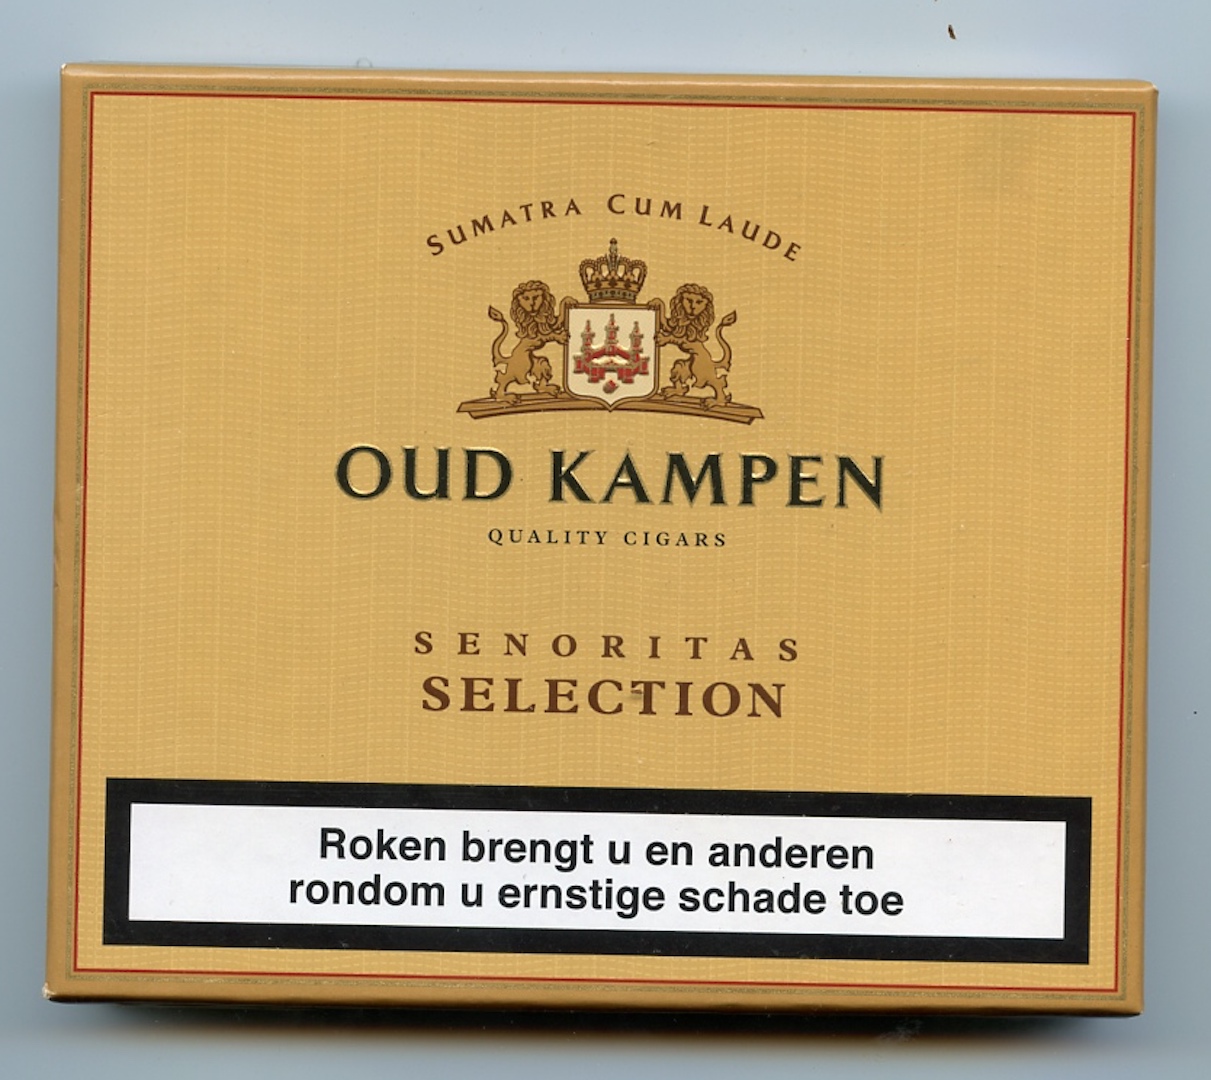 SUMATRA CUM LAUDE
OUD KAMPEN
QUALITY CIGARS
SENORITAS
SELECTION
Roken brengt u en anderen
rondom u ernstige schade toe